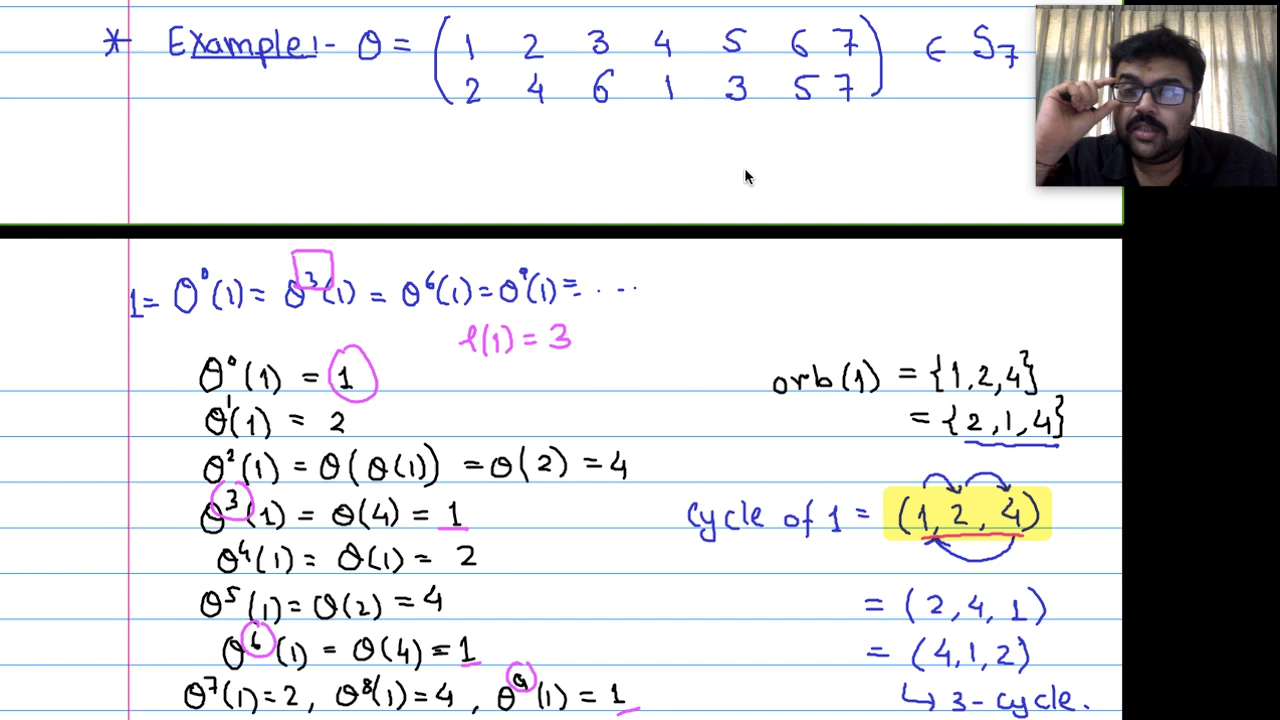 * Example:- θ = ( 1 2 3 4 5 6 7 ) ∈ S₇
( 2 4 6 1 3 5 7 )
1 = θ⁰(1) = θ³(1) = θ⁶(1) = θ⁹(1) = . . . .
l(1) = 3
θ⁰(1) = 1
θ¹(1) = 2
θ²(1) = θ(θ(1)) = θ(2) = 4
θ³(1) = θ(4) = 1
θ⁴(1) = θ(1) = 2
θ⁵(1) = θ(2) = 4
θ⁶(1) = θ(4) = 1
θ⁷(1) = 2, θ⁸(1) = 4, θ⁹(1) = 1
orb(1) = {1,2,4}
= {2,1,4}
Cycle of 1 = (1, 2, 4)
= (2, 4, 1)
= (4, 1, 2)
↳ 3-cycle.